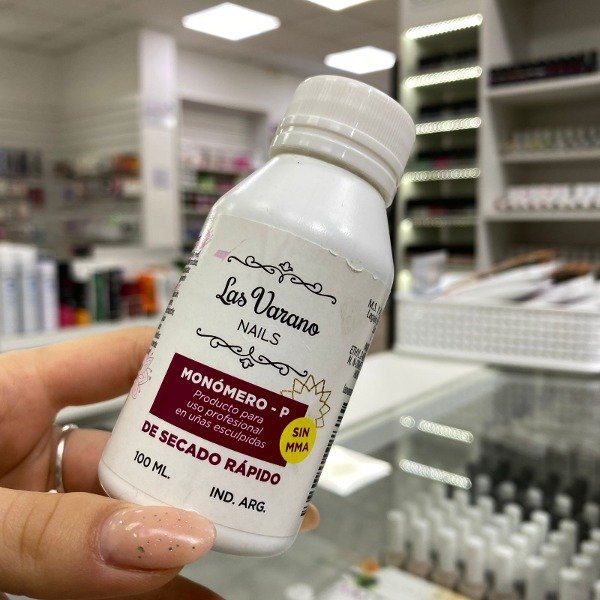 Las Varano
NAILS
MONÓMERO - P
Producto para
uso profesional
en uñas esculpidas
SIN
MMA
DE SECADO RÁPIDO
100 ML.
IND. ARG.